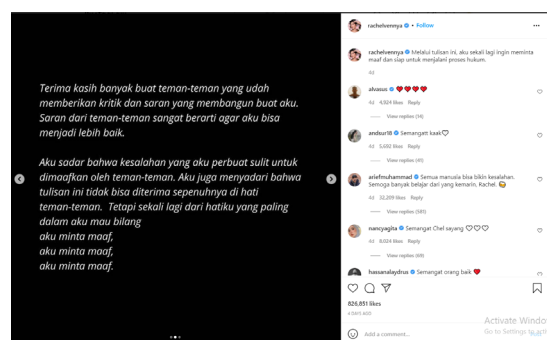 Terima kasih banyak buat teman-teman yang udah
memberikan kritik dan saran yang membangun buat aku.
Saran dari teman-teman sangat berarti agar aku bisa
menjadi lebih baik.
Aku sadar bahwa kesalahan yang aku perbuat sulit untuk
dimaafkan oleh teman-teman. Aku juga menyadari bahwa
tulisan ini tidak bisa diterima sepenuhnya di hati
teman-teman. Tetapi sekali lagi dari hatiku yang paling
dalam aku mau bilang
aku minta maaf,
aku minta maaf,
aku minta maaf.
rachelvennya • Follow
rachelvennya Melalui tulisan ini, aku sekali lagi ingin meminta
maaf dan siap untuk menjalani proses hukum.
4d
alvasus
4d 4,924 likes Reply
View replies (14)
andsur18 Semangatt kaak
4d 5,692 likes Reply
View replies (41)
ariefmuhammad Semua manusia bisa bikin kesalahan.
Semoga banyak belajar dari yang kemarin, Rachel.
4d 32,209 likes Reply
View replies (585)
nancyagita Semangat Chel sayang
4d 8,024 likes Reply
View replies (68)
hassanalaydrus Semangat orang baik
826,851 likes
4 DAYS AGO
Add a comment...
Activate Windo
Go to Settings to acti